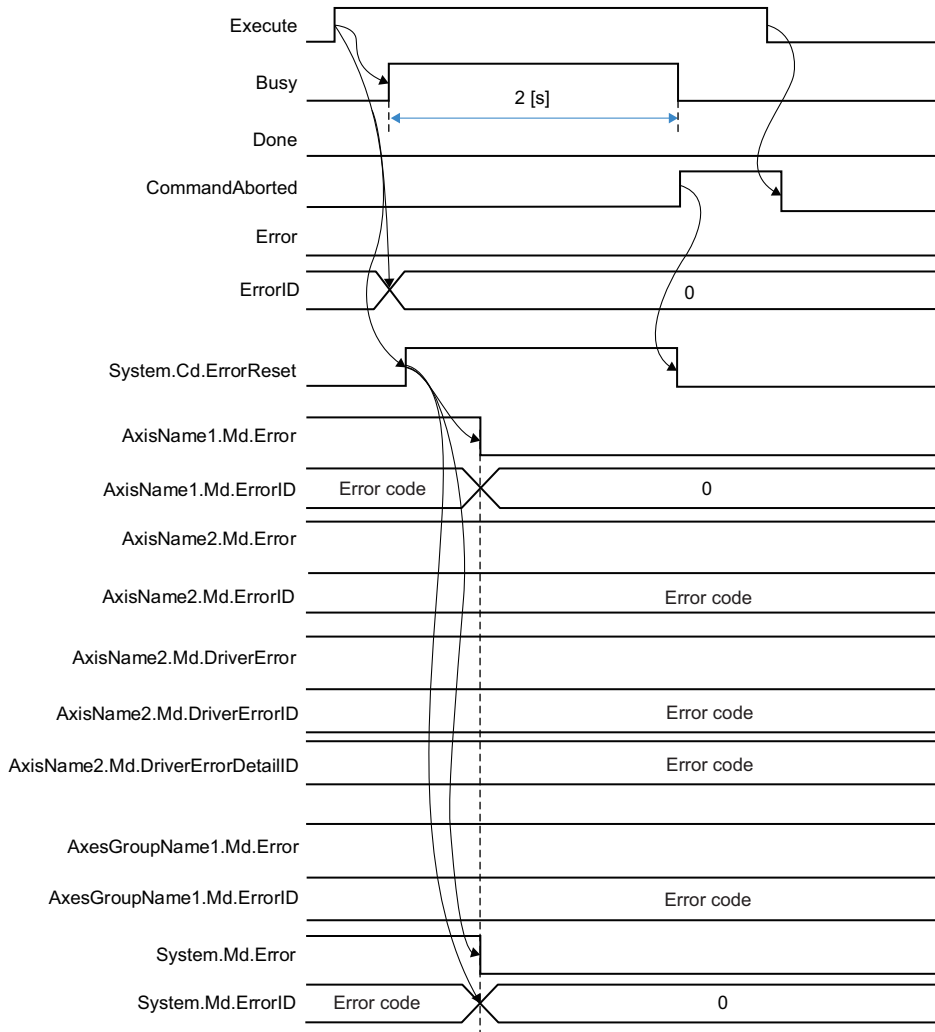 Execute
Busy
2 [s]
Done
CommandAborted
Error
ErrorID
0
System.Cd.ErrorReset
AxisName1.Md.Error
AxisName1.Md.ErrorID
Error code
0
AxisName2.Md.Error
AxisName2.Md.ErrorID
Error code
AxisName2.Md.DriverError
AxisName2.Md.DriverErrorID
Error code
AxisName2.Md.DriverErrorDetailID
Error code
AxesGroupName1.Md.Error
AxesGroupName1.Md.ErrorID
Error code
System.Md.Error
System.Md.ErrorID
Error code
0